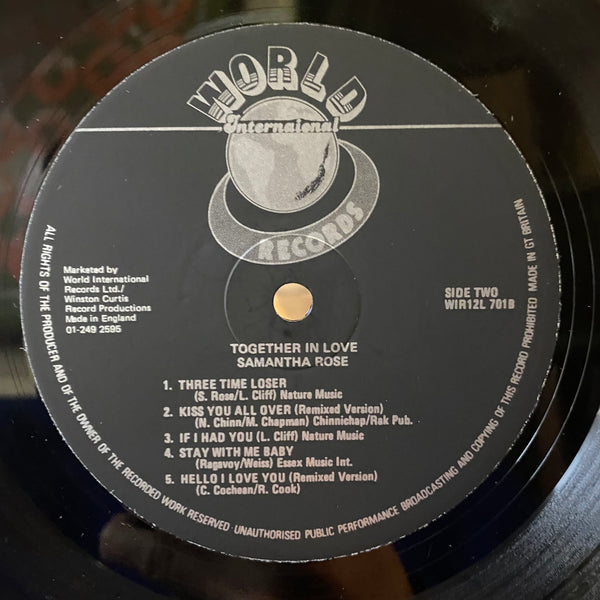 WORLD
Internaional
RECORDS
Marketed by
World International
Records Ltd./
Winston Curtis
Record Productions
Made in England
01-249 2595
SIDE TWO
WIR12L 701B
TOGETHER IN LOVE
SAMANTHA ROSE
1. THREE TIME LOSER
(S. Rose/L. Cliff) Nature Music
2. KISS YOU ALL OVER (Remixed Version)
(N. Chinn/M. Chapman) Chinnichap/Rak Pub.
3. IF I HAD YOU (L. Cliff) Nature Music
4. STAY WITH ME BABY
(Ragavoy/Weiss) Essex Music Int.
5. HELLO I LOVE YOU (Remixed Version)
(C. Cochean/R. Cook)
ALL RIGHTS OF THE PRODUCER AND OF THE OWNER OF THE RECORDED WORK RESERVED UNAUTHORISED PUBLIC PERFORMANCE BROADCASTING AND COPYING OF THIS RECORD PROHIBITED MADE IN GT BRITAIN